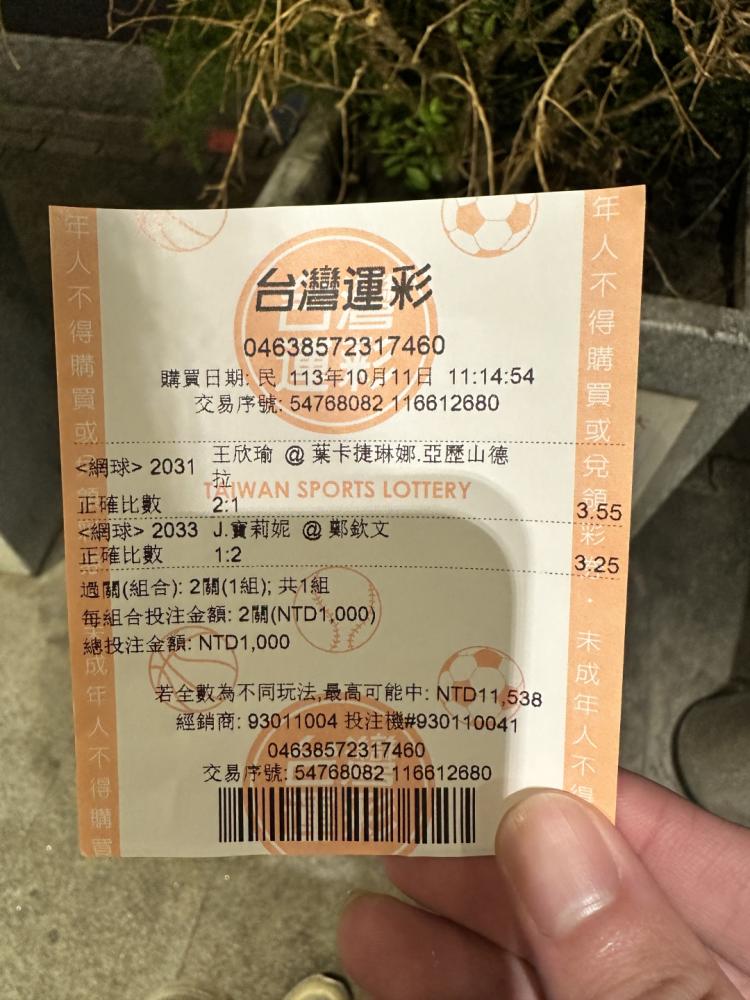 台灣運彩
04638572317460
購買日期: 民 113年10月11日 11:14:54
交易序號: 54768082 116612680
<網球> 2031 王欣瑜 @ 葉卡捷琳娜.亞歷山德
拉
TAIWAN SPORTS LOTTERY
正確比數 2:1 3.55
<網球> 2033 J.寶莉妮 @ 鄭欽文
正確比數 1:2 3.25
過關(組合): 2關(1組); 共1組
每組合投注金額: 2關(NTD1,000)
總投注金額: NTD1,000
若全數為不同玩法,最高可能中: NTD11,538
經銷商: 93011004 投注機#930110041
04638572317460
交易序號: 54768082 116612680
年人不得購買或兌領彩
未成年人不得購買
年人不得購買或兌領彩
未成年人不得